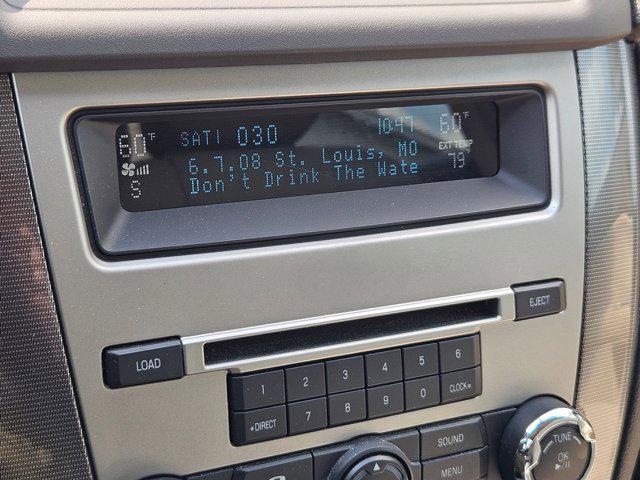 60°F SAT1 030 10:47 60°F
6.7.08 St. Louis, MO EXT TEMP
S Don't Drink The Wate 73°
EJECT
LOAD
1 2 3 4 5 6
*DIRECT 7 8 9 0 CLOCK
SOUND
MENU
TUNE
OK